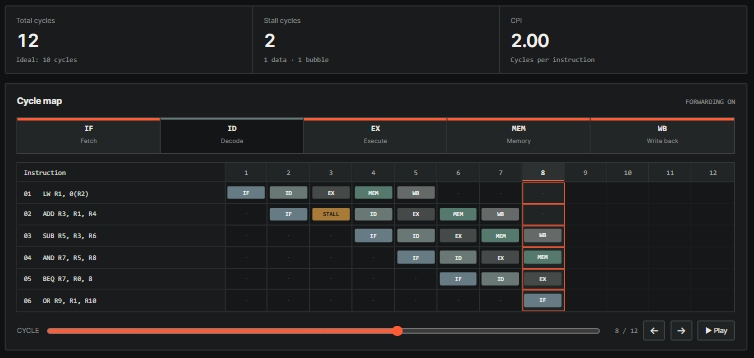 Total cycles
Stall cycles
CPI
12
2
2.00
ideal: 10 cycles
1 data · 1 bubble
Cycles per instruction
Cycle map
FORWARDING ON
IF
ID
EX
MEM
WB
Fetch
Decode
Execute
Memory
Write back
Instruction 1 2 3 4 5 6 7 8 9 10 11 12
01 LW R1, 0(R2) IF ID EX MEM WB
02 ADD R3, R1, R4 IF STALL ID EX MEM WB
03 SUB R5, R3, R6 IF ID EX MEM WB
04 AND R7, R5, R8 IF ID EX MEM
05 BEQ R7, R0, 8 IF ID EX
06 OR R9, R1, R10 IF
CYCLE 8 / 12 ← → ▶ Play